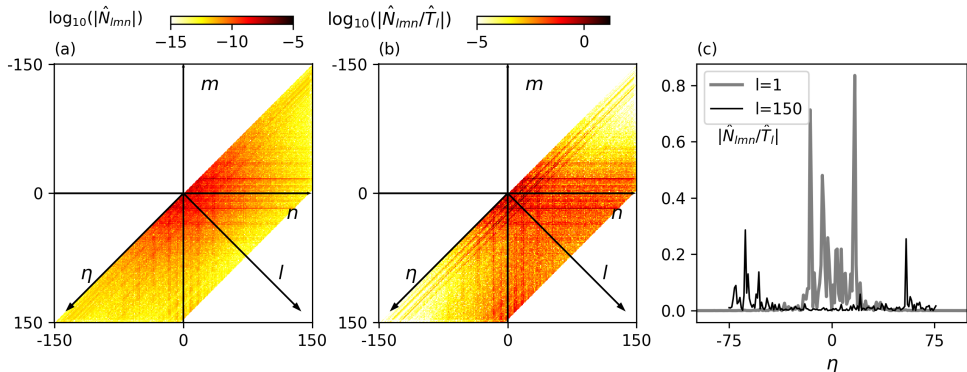 log₁₀(|N̂ₗₘₙ|)
−15 −10 −5
log₁₀(|N̂ₗₘₙ/T̂ₗ|)
−5 0
(a)
-150
0
150
-150 0 150
m
n
l
η
(b)
-150
0
150
-150 0 150
m
n
l
η
(c)
0.8
0.6
0.4
0.2
0.0
l=1
l=150
|N̂ₗₘₙ/T̂ₗ|
-75 0 75
η